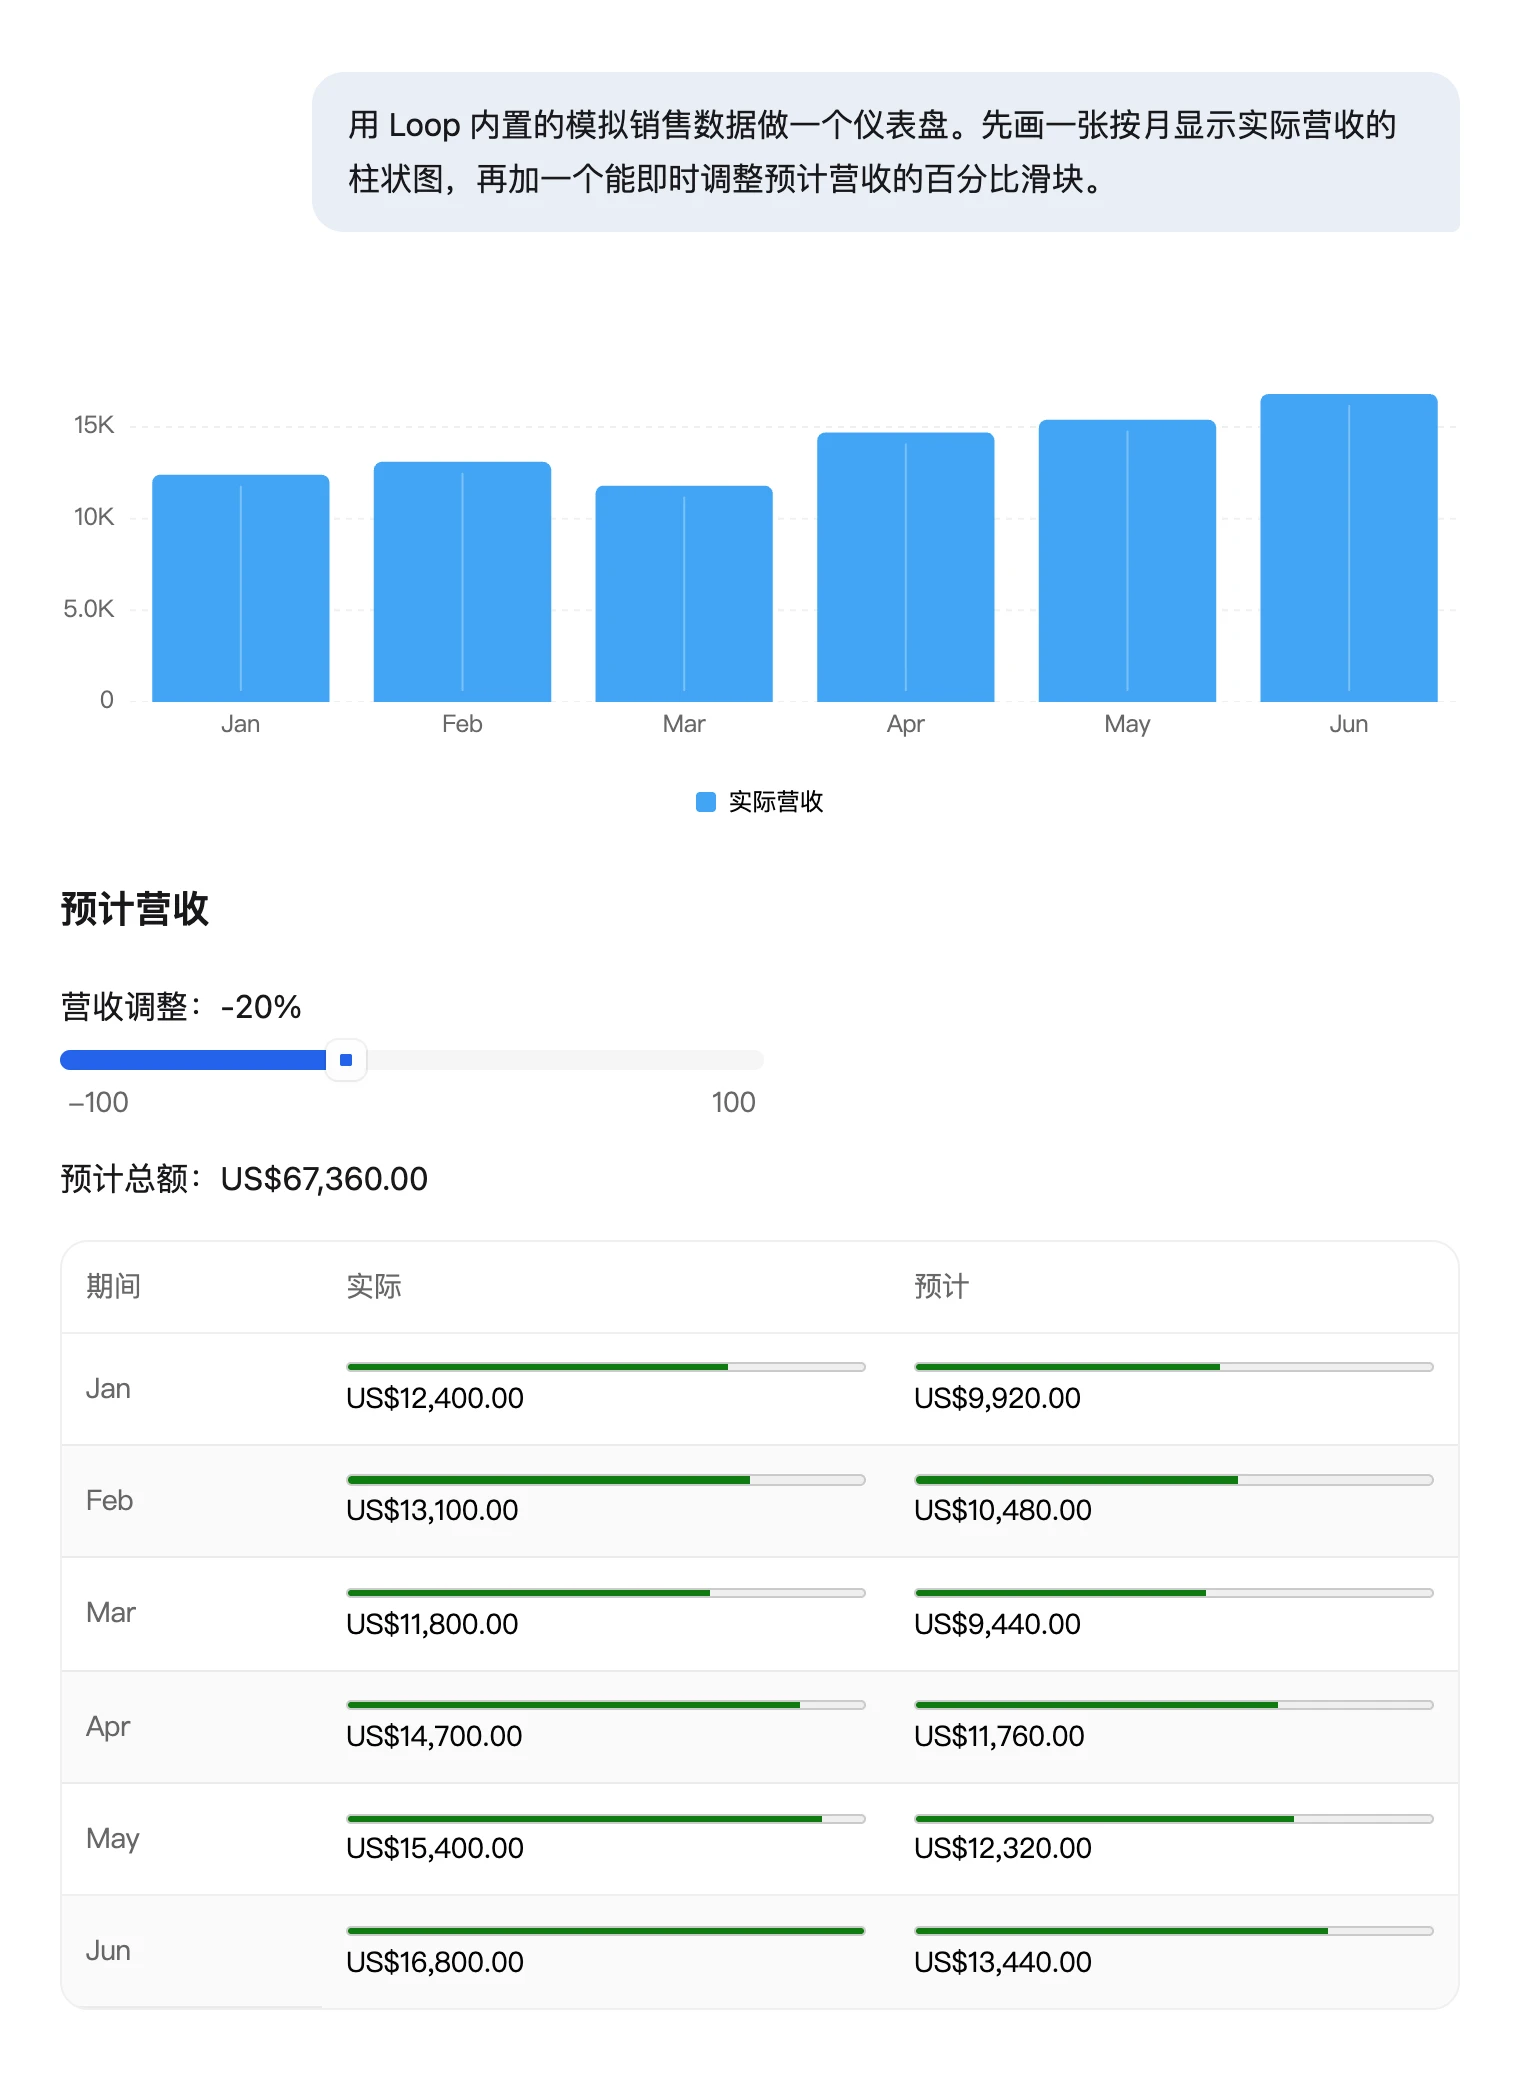 用 Loop 内置的模拟销售数据做一个仪表盘。先画一张按月显示实际营收的
柱状图，再加一个能即时调整预计营收的百分比滑块。
15K
10K
5.0K
0
Jan Feb Mar Apr May Jun
实际营收
预计营收
营收调整：-20%
–100 100
预计总额：US$67,360.00
期间 实际 预计
Jan US$12,400.00 US$9,920.00
Feb US$13,100.00 US$10,480.00
Mar US$11,800.00 US$9,440.00
Apr US$14,700.00 US$11,760.00
May US$15,400.00 US$12,320.00
Jun US$16,800.00 US$13,440.00